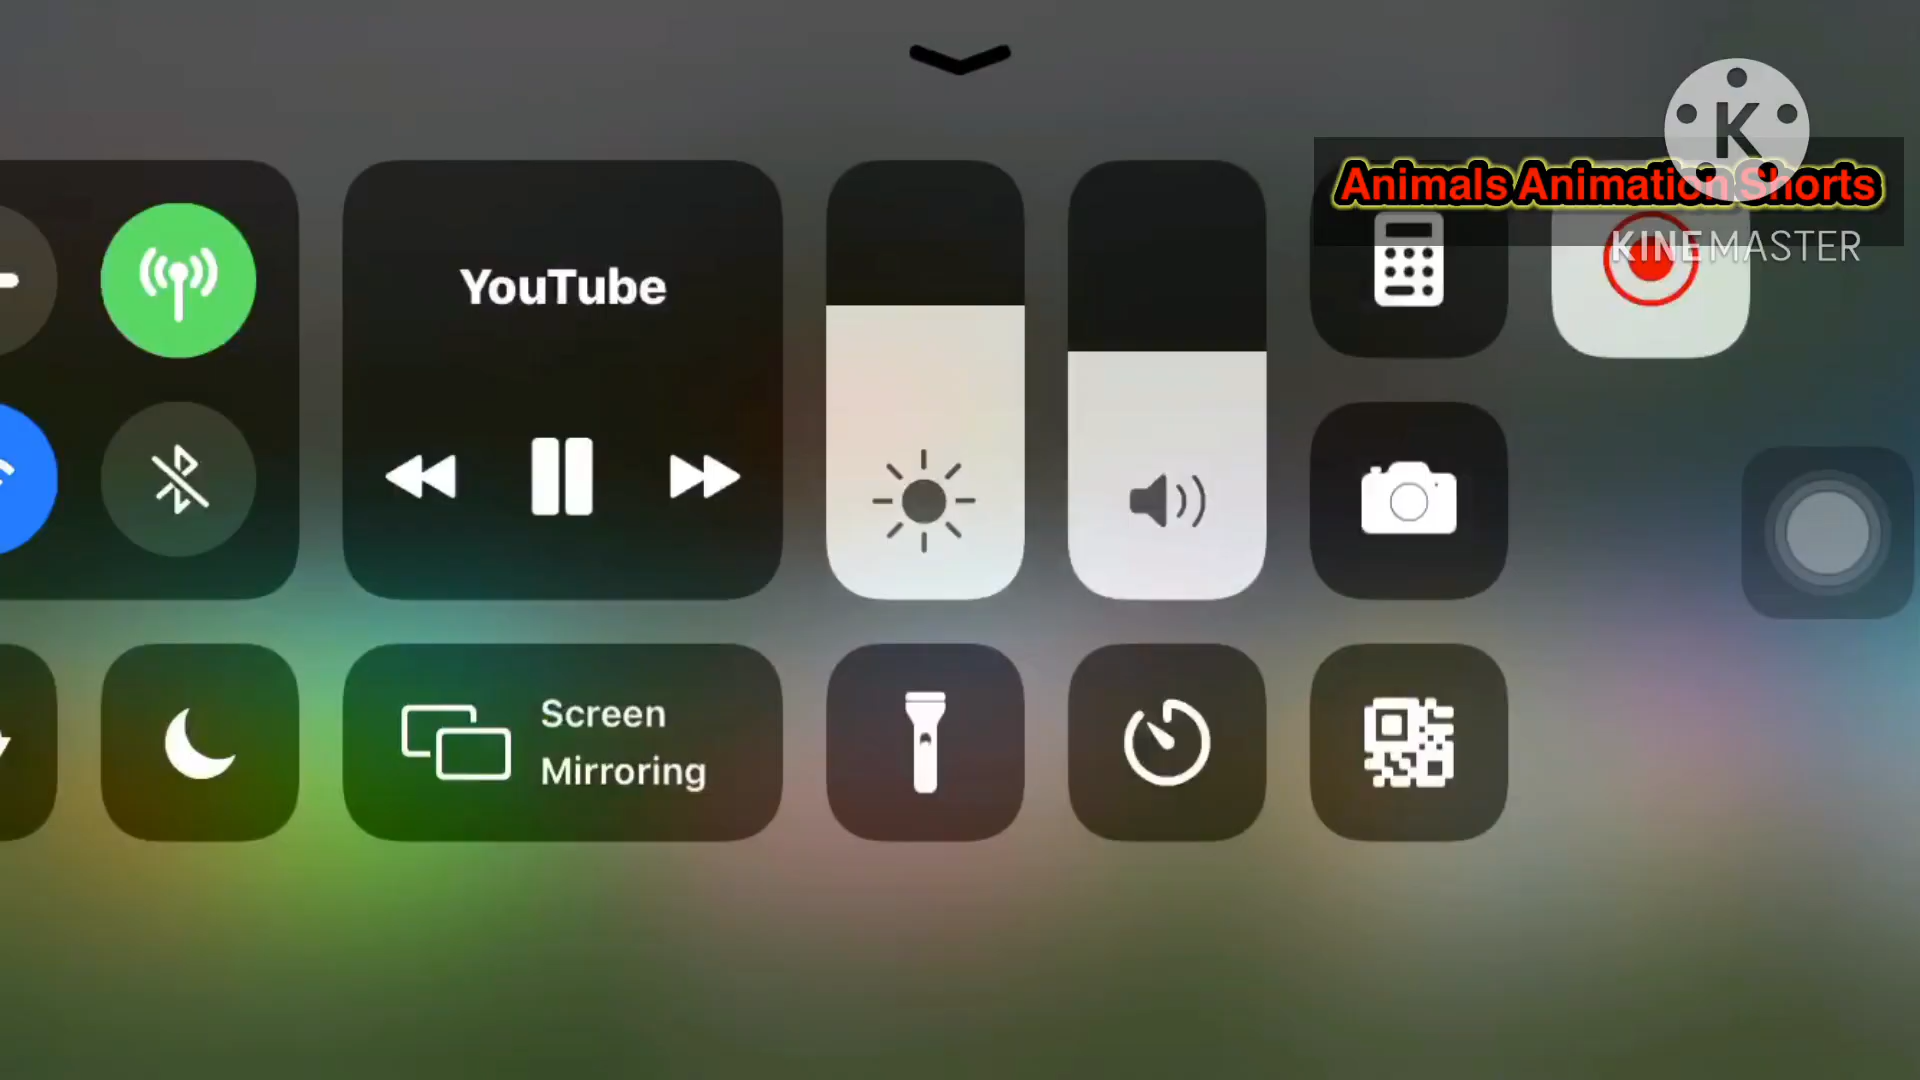 K
Animals Animation Shorts
KINEMASTER
YouTube
Screen
Mirroring